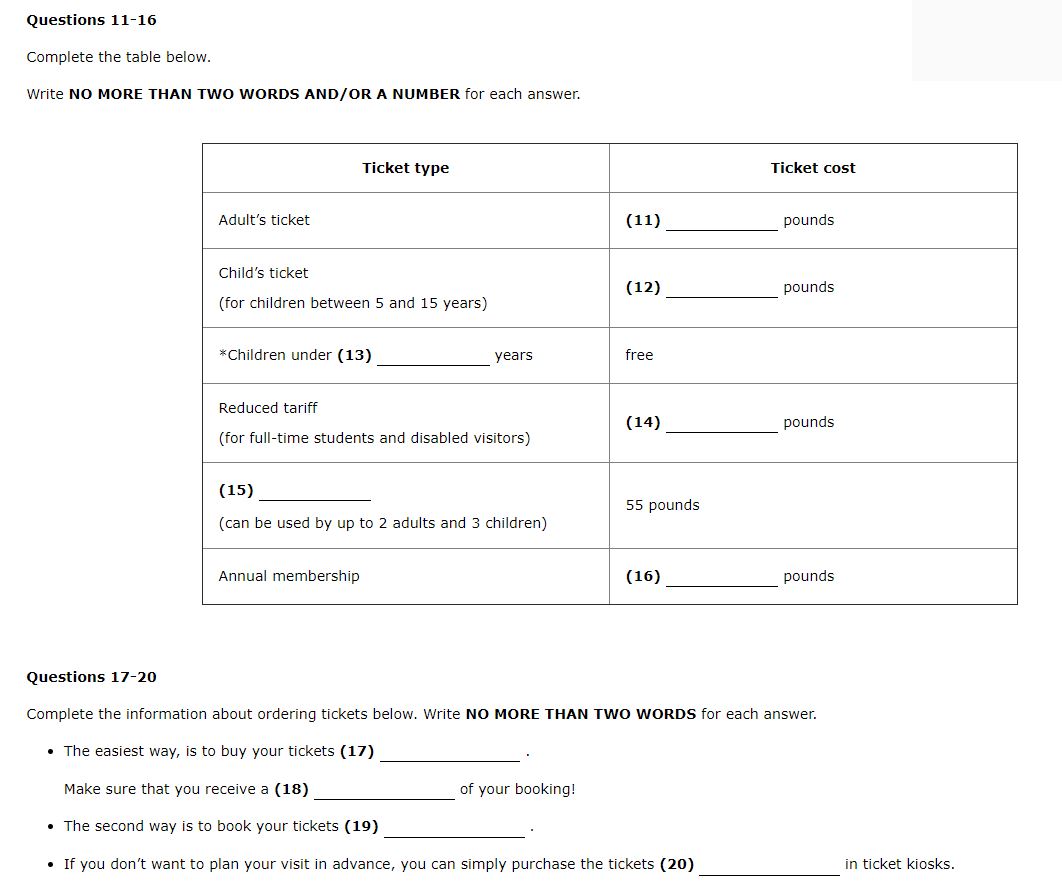 Questions 11-16
Complete the table below.
Write NO MORE THAN TWO WORDS AND/OR A NUMBER for each answer.
Ticket type Ticket cost
Adult’s ticket (11) ____________ pounds
Child’s ticket
(for children between 5 and 15 years) (12) ____________ pounds
*Children under (13) ____________ years free
Reduced tariff
(for full-time students and disabled visitors) (14) ____________ pounds
(15) ____________
(can be used by up to 2 adults and 3 children) 55 pounds
Annual membership (16) ____________ pounds
Questions 17-20
Complete the information about ordering tickets below. Write NO MORE THAN TWO WORDS for each answer.
• The easiest way, is to buy your tickets (17) _______________ .
Make sure that you receive a (18) _______________ of your booking!
• The second way is to book your tickets (19) _______________ .
• If you don’t want to plan your visit in advance, you can simply purchase the tickets (20) _______________ in ticket kiosks.